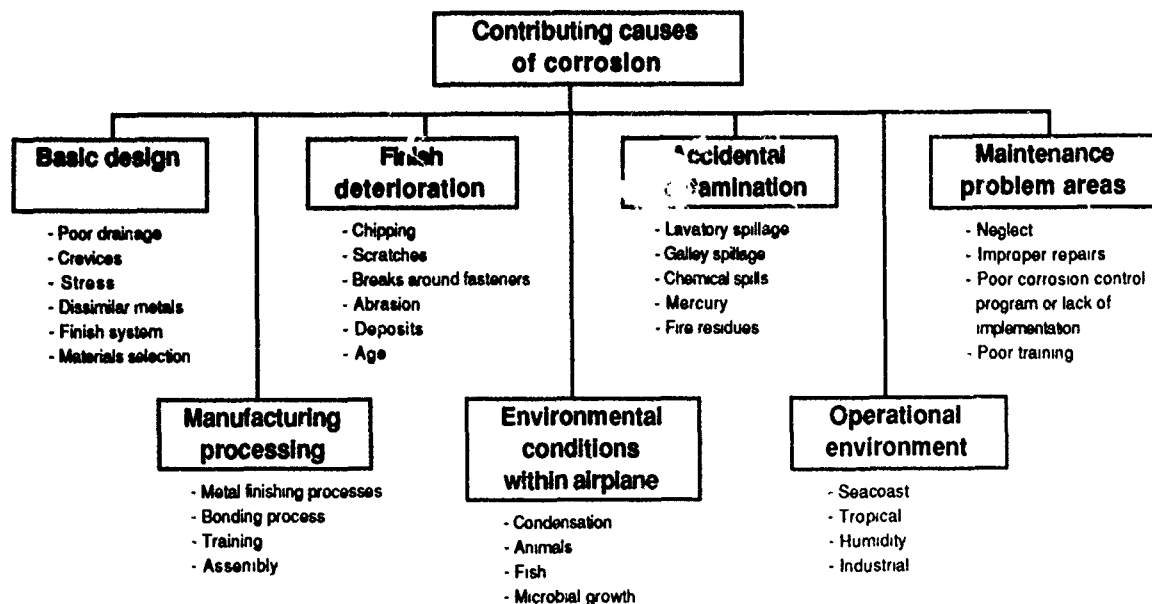 Contributing causes
of corrosion
Basic design
- Poor drainage
- Crevices
- Stress
- Dissimilar metals
- Finish system
- Materials selection
Finish
deterioration
- Chipping
- Scratches
- Breaks around fasteners
- Abrasion
- Deposits
- Age
Accidental
contamination
- Lavatory spillage
- Galley spillage
- Chemical spills
- Mercury
- Fire residues
Maintenance
problem areas
- Neglect
- Improper repairs
- Poor corrosion control
program or lack of
implementation
- Poor training
Manufacturing
processing
- Metal finishing processes
- Bonding process
- Training
- Assembly
Environmental
conditions
within airplane
- Condensation
- Animals
- Fish
- Microbial growth
Operational
environment
- Seacoast
- Tropical
- Humidity
- Industrial